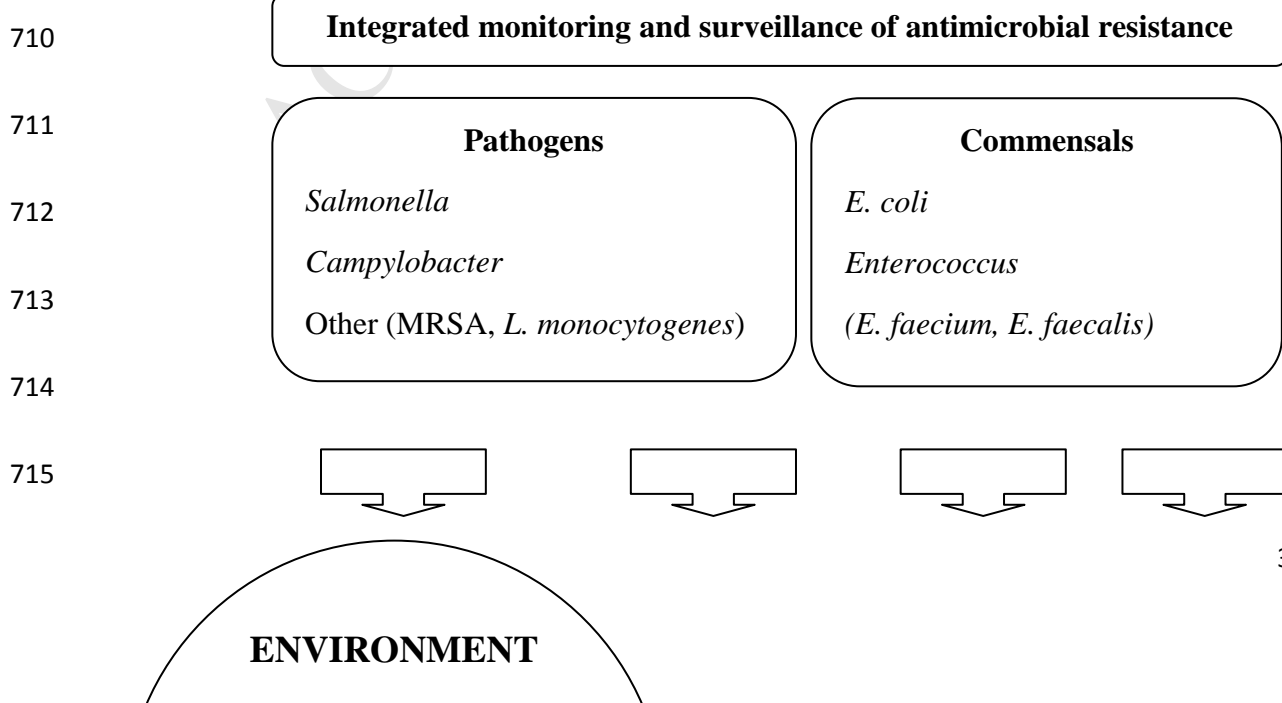 710
Integrated monitoring and surveillance of antimicrobial resistance
711
Pathogens
Commensals
712
Salmonella
E. coli
Campylobacter
Enterococcus
713
Other (MRSA, L. monocytogenes)
(E. faecium, E. faecalis)
714
715
ENVIRONMENT